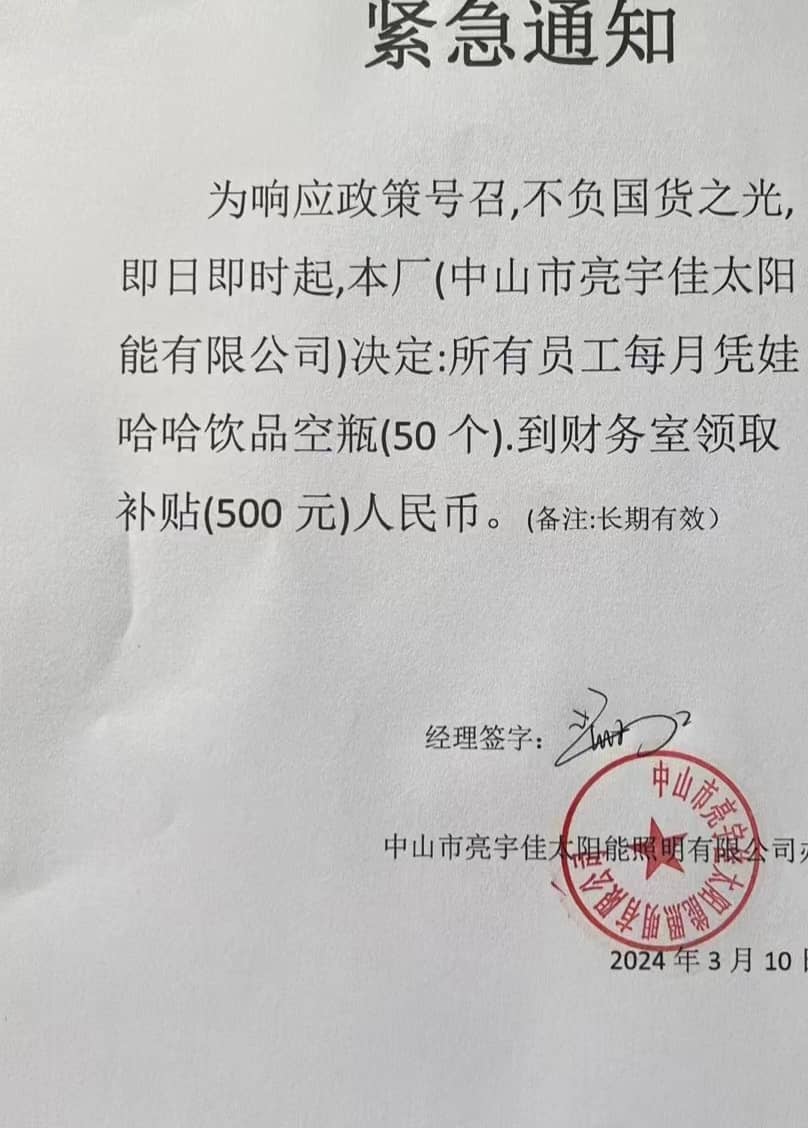 紧急通知
为响应政策号召,不负国货之光,
即日即时起,本厂(中山市亮宇佳太阳
能有限公司)决定:所有员工每月凭娃
哈哈饮品空瓶(50 个).到财务室领取
补贴(500 元)人民币。(备注:长期有效）
经理签字：
中山市亮宇佳太阳能照明有限公司
中山市亮宇佳太阳能照明有限公司
2024 年 3 月 10 日